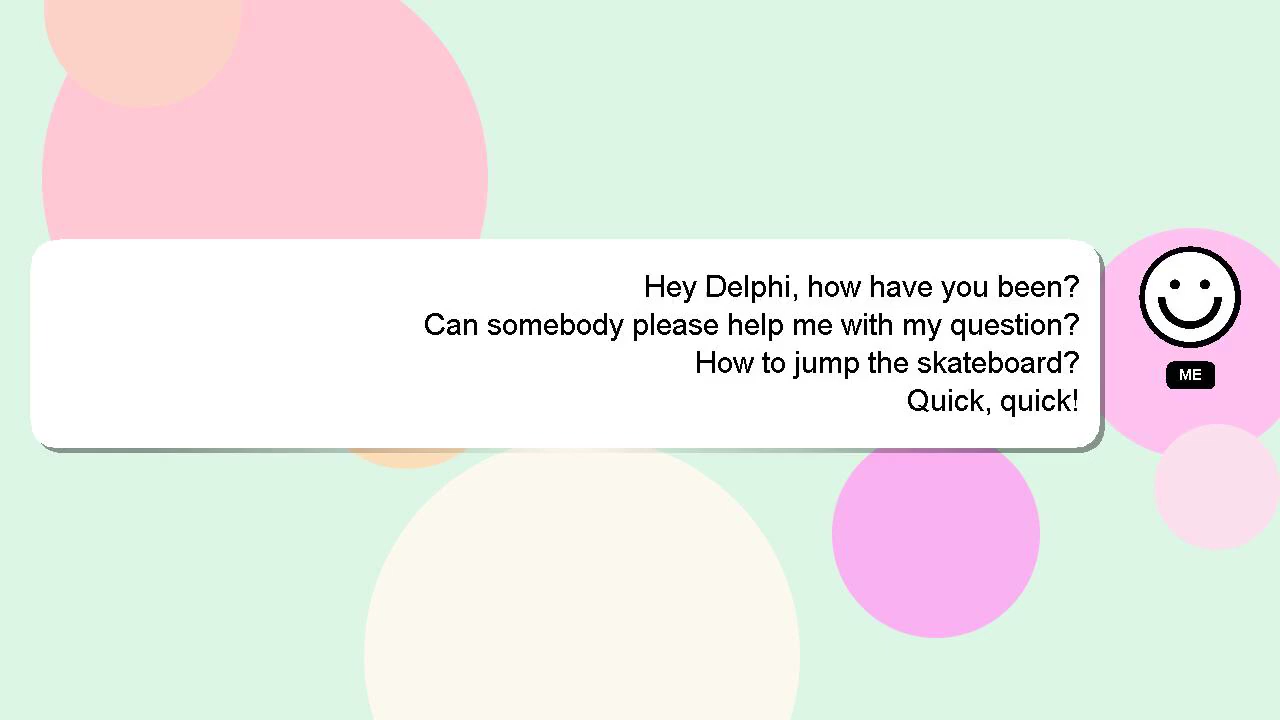 Hey Delphi, how have you been?
Can somebody please help me with my question?
How to jump the skateboard?
Quick, quick!
ME